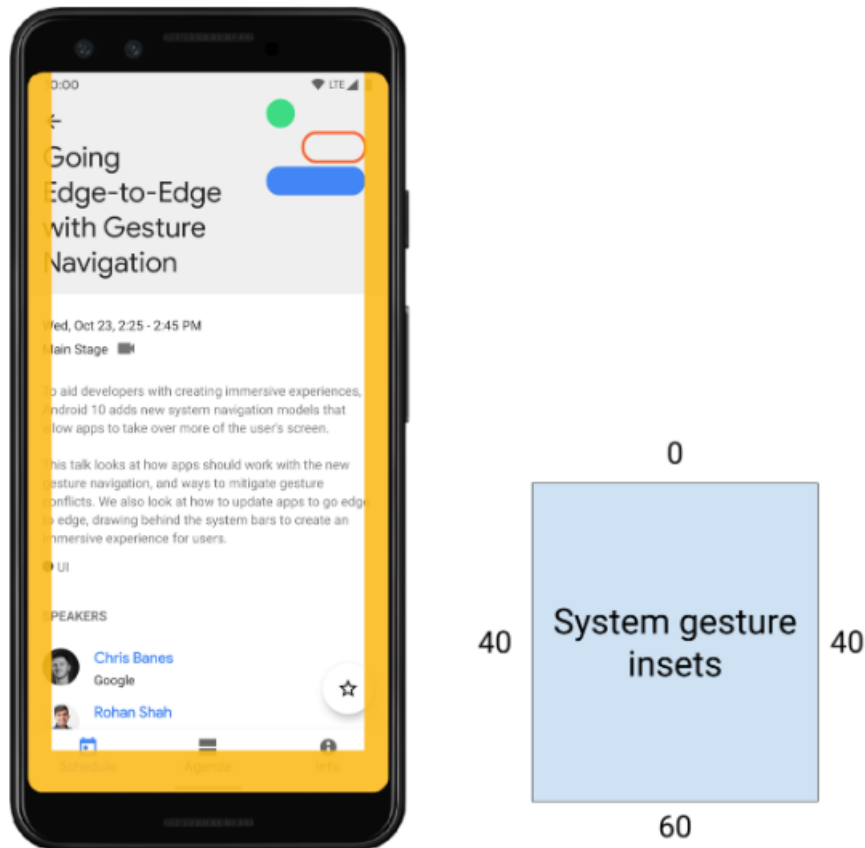 0:00 LTE
Going
Edge-to-Edge
with Gesture
Navigation
Wed, Oct 23, 2:25 - 2:45 PM
Main Stage
To aid developers with creating immersive experiences,
Android 10 adds new system navigation models that
allow apps to take over more of the user's screen.
This talk looks at how apps should work with the new
gesture navigation, and ways to mitigate gesture
conflicts. We also look at how to update apps to go edge
to edge, drawing behind the system bars to create an
immersive experience for users.
UI
SPEAKERS
Chris Banes
Google
Rohan Shah
Schedule Agenda Info
0
40 System gesture 40
insets
60